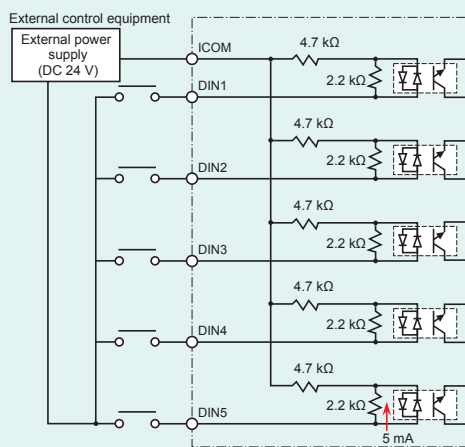 External control equipment
External power
supply
(DC 24 V)
ICOM
4.7 kΩ
2.2 kΩ
DIN1
4.7 kΩ
2.2 kΩ
DIN2
4.7 kΩ
2.2 kΩ
DIN3
4.7 kΩ
2.2 kΩ
DIN4
4.7 kΩ
2.2 kΩ
DIN5
5 mA